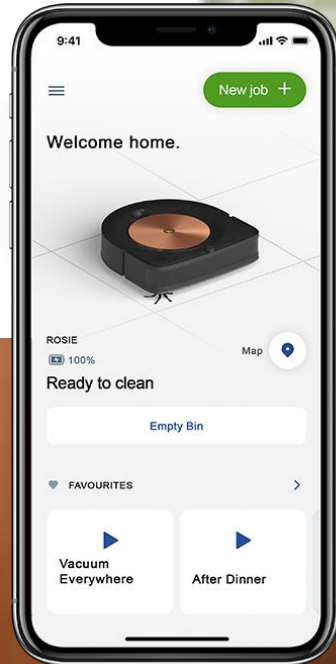 9:41
New job +
Welcome home.
ROSIE
100%
Map
Ready to clean
Empty Bin
FAVOURITES
Vacuum
Everywhere
After Dinner